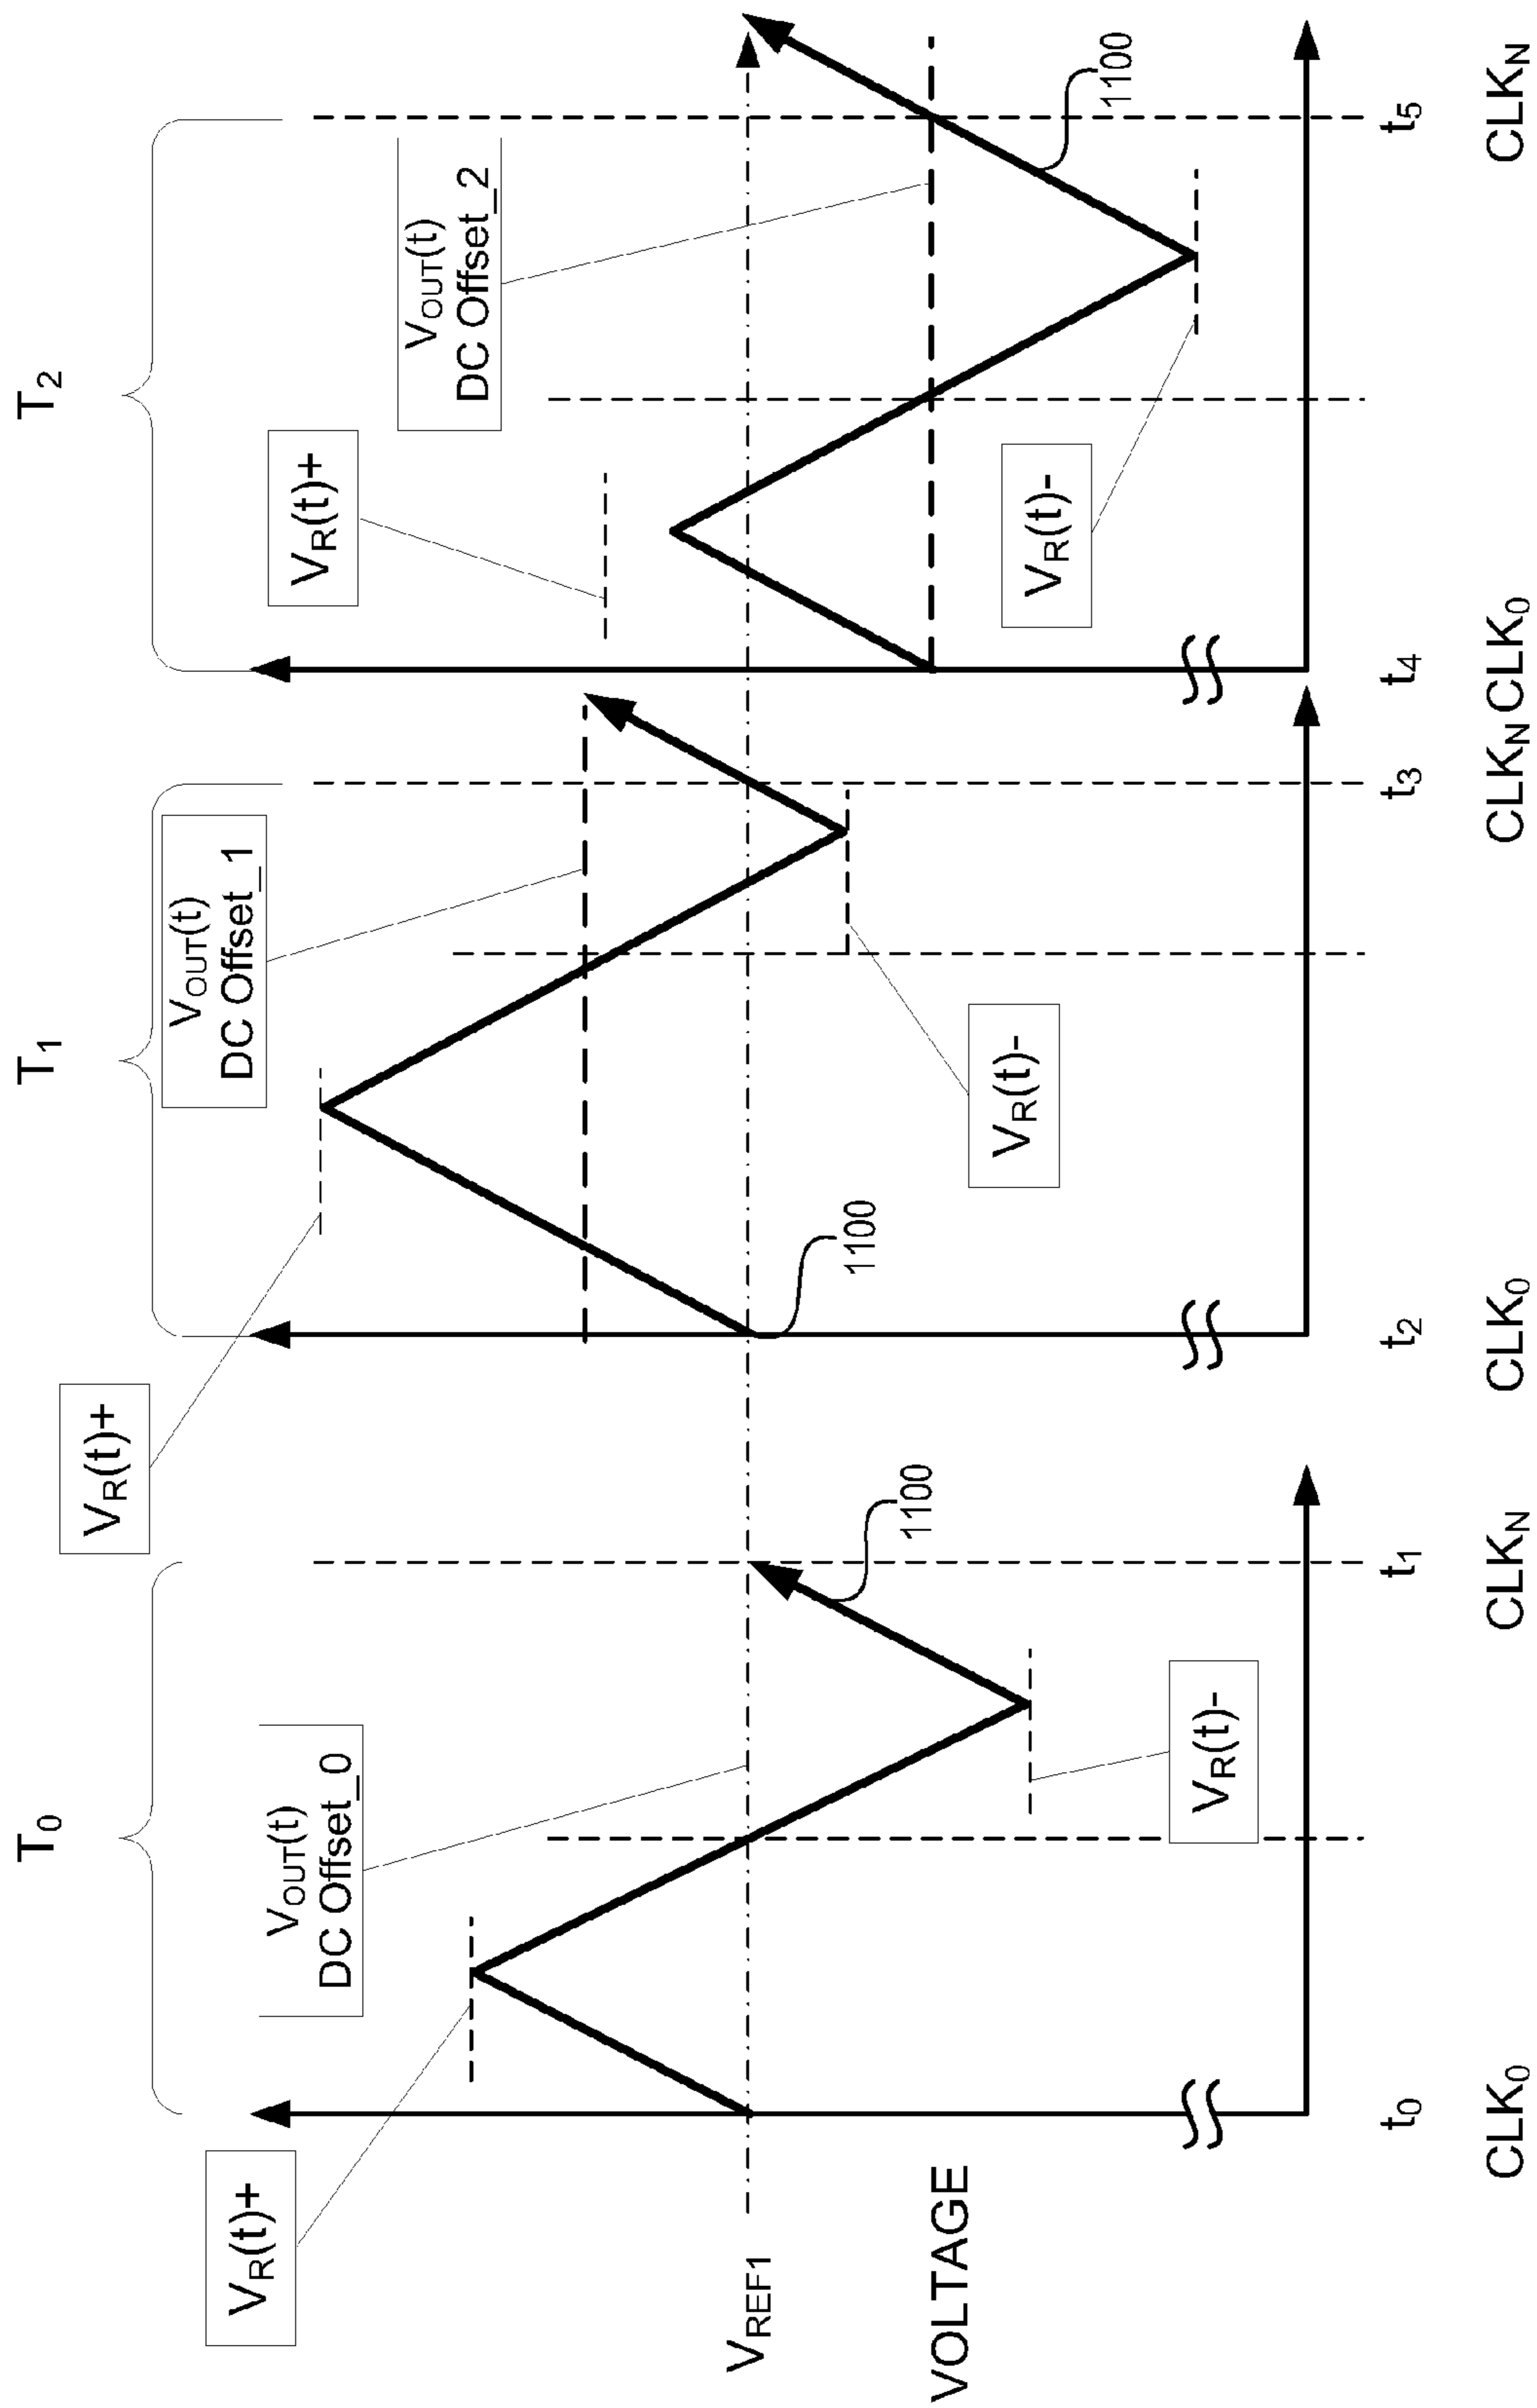 T0
T1
T2
VR(t)+
VOUT(t)
DC Offset_0
VR(t)-
1100
VR(t)+
VOUT(t)
DC Offset_1
VR(t)-
1100
VR(t)+
VOUT(t)
DC Offset_2
VR(t)-
1100
VREF1
VOLTAGE
t0
t1
t2
t3
t4
t5
CLK0
CLKN
CLK0
CLKN CLK0
CLKN